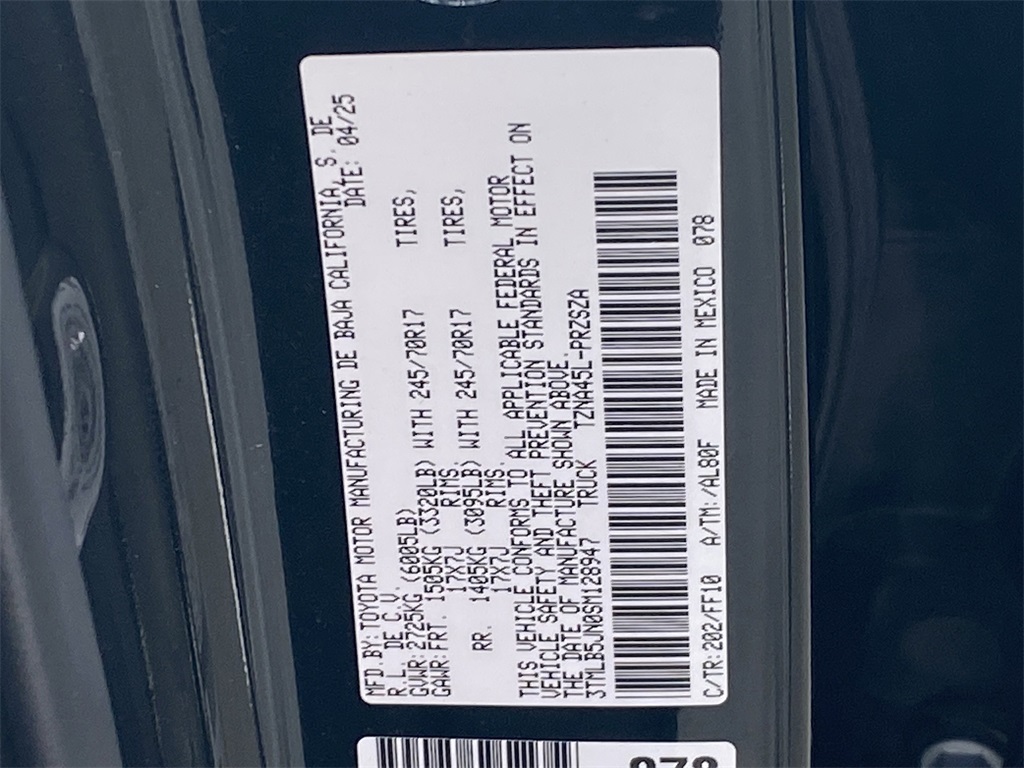 MFD.BY:TOYOTA MOTOR MANUFACTURING DE BAJA CALIFORNIA, S. DE
R.L. DE C.V. DATE: 04/25
GVWR:2725KG (6005LB)
GAWR:FRT. 1505KG (3320LB) WITH 245/70R17 TIRES,
17X7J RIMS.
RR. 1405KG (3095LB) WITH 245/70R17 TIRES,
17X7J RIMS.
THIS VEHICLE CONFORMS TO ALL APPLICABLE FEDERAL MOTOR
VEHICLE SAFETY AND THEFT PREVENTION STANDARDS IN EFFECT ON
THE DATE OF MANUFACTURE SHOWN ABOVE.
3TMLB5JN0SM128947 TRUCK TZNA45L-PRZSZA
C/TR:202/FF10 A/TM:/AL80F MADE IN MEXICO 078
078